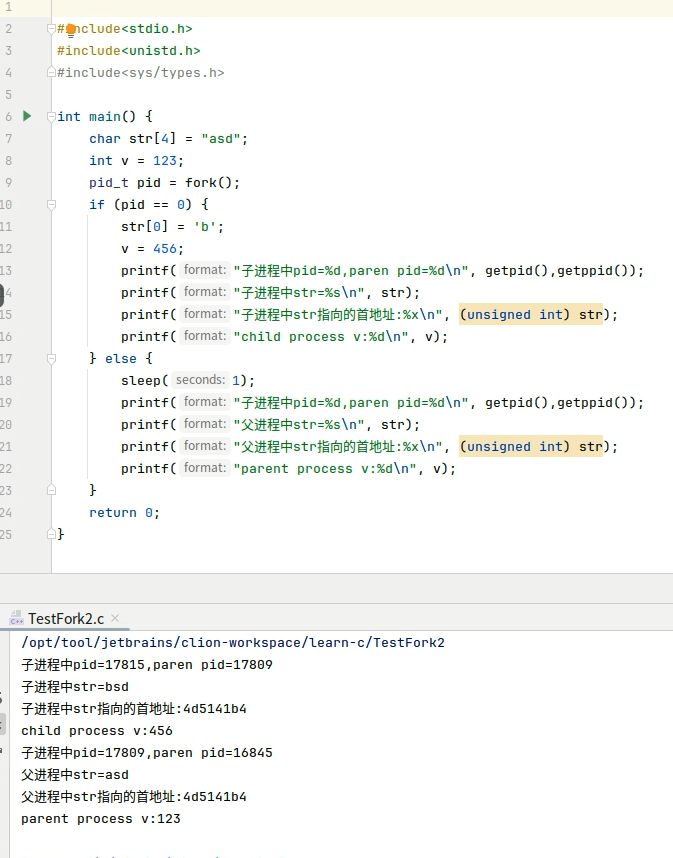 1
2 #include<stdio.h>
3 #include<unistd.h>
4 #include<sys/types.h>
5
6 int main() {
7 char str[4] = "asd";
8 int v = 123;
9 pid_t pid = fork();
10 if (pid == 0) {
11 str[0] = 'b';
12 v = 456;
13 printf( format: "子进程中pid=%d,paren pid=%d\n", getpid(),getppid());
14 printf( format: "子进程中str=%s\n", str);
15 printf( format: "子进程中str指向的首地址:%x\n", (unsigned int) str);
16 printf( format: "child process v:%d\n", v);
17 } else {
18 sleep( seconds: 1);
19 printf( format: "子进程中pid=%d,paren pid=%d\n", getpid(),getppid());
20 printf( format: "父进程中str=%s\n", str);
21 printf( format: "父进程中str指向的首地址:%x\n", (unsigned int) str);
22 printf( format: "parent process v:%d\n", v);
23 }
24 return 0;
25 }
TestFork2.c ×
/opt/tool/jetbrains/clion-workspace/learn-c/TestFork2
子进程中pid=17815,paren pid=17809
子进程中str=bsd
子进程中str指向的首地址:4d5141b4
child process v:456
子进程中pid=17809,paren pid=16845
父进程中str=asd
父进程中str指向的首地址:4d5141b4
parent process v:123